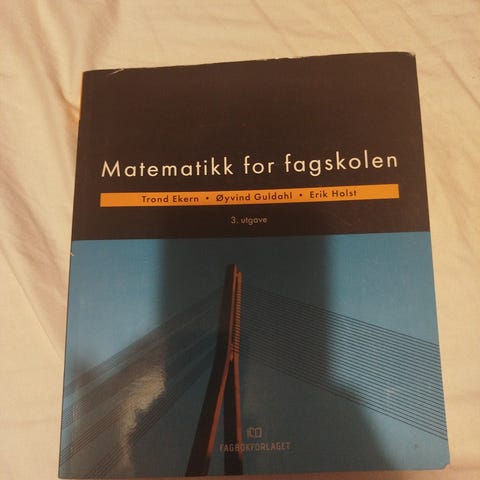 Matematikk for fagskolen
Trond Ekern • Øyvind Guldahl • Erik Holst
3. utgave
FAGBOKFORLAGET